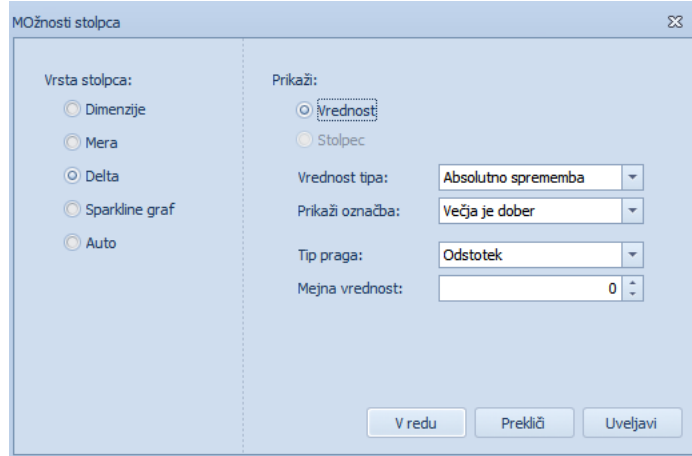 MOžnosti stolpca
Vrsta stolpca:
Dimenzije
Mera
Delta
Sparkline graf
Auto
Prikaži:
Vrednost
Stolpec
Vrednost tipa: Absolutno sprememba
Prikaži označba: Večja je dober
Tip praga: Odstotek
Mejna vrednost: 0
V redu Prekliči Uveljavi